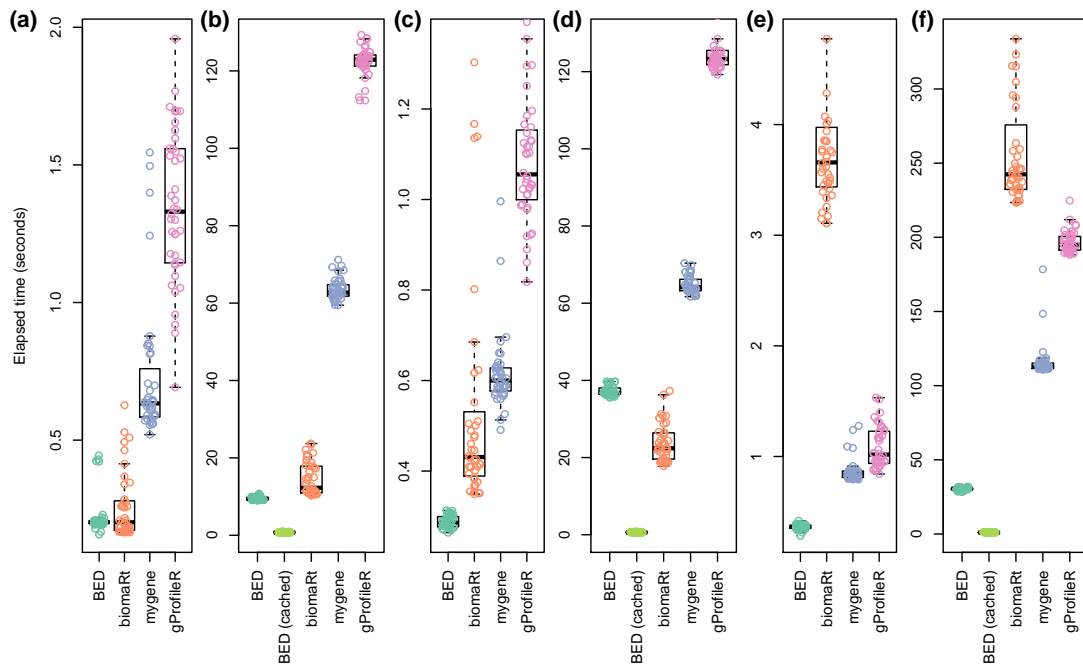 (a) (b) (c) (d) (e) (f)
Elapsed time (seconds)
2.0
1.5
1.0
0.5
BED
biomaRt
mygene
gProfileR
120
100
80
60
40
20
0
BED
BED (cached)
biomaRt
mygene
gProfileR
1.2
1.0
0.8
0.6
0.4
BED
biomaRt
mygene
gProfileR
120
100
80
60
40
20
0
BED
BED (cached)
biomaRt
mygene
gProfileR
4
3
2
1
BED
biomaRt
mygene
gProfileR
300
250
200
150
100
50
0
BED
BED (cached)
biomaRt
mygene
gProfileR